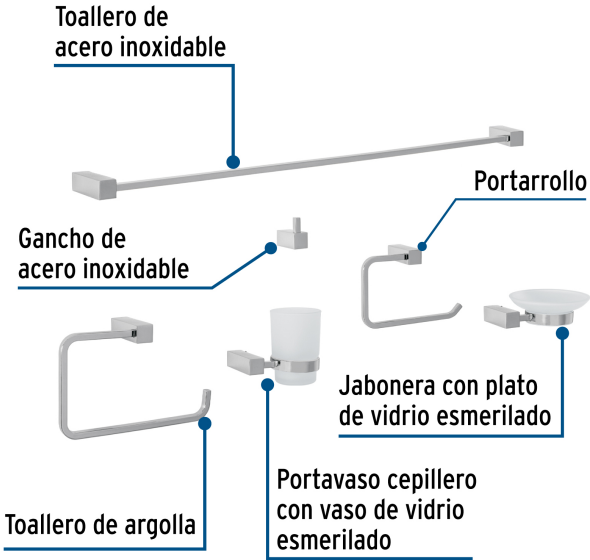 Toallero de
acero inoxidable
Portarrollo
Gancho de
acero inoxidable
Jabonera con plato
de vidrio esmerilado
Portavaso cepillero
con vaso de vidrio
esmerilado
Toallero de argolla